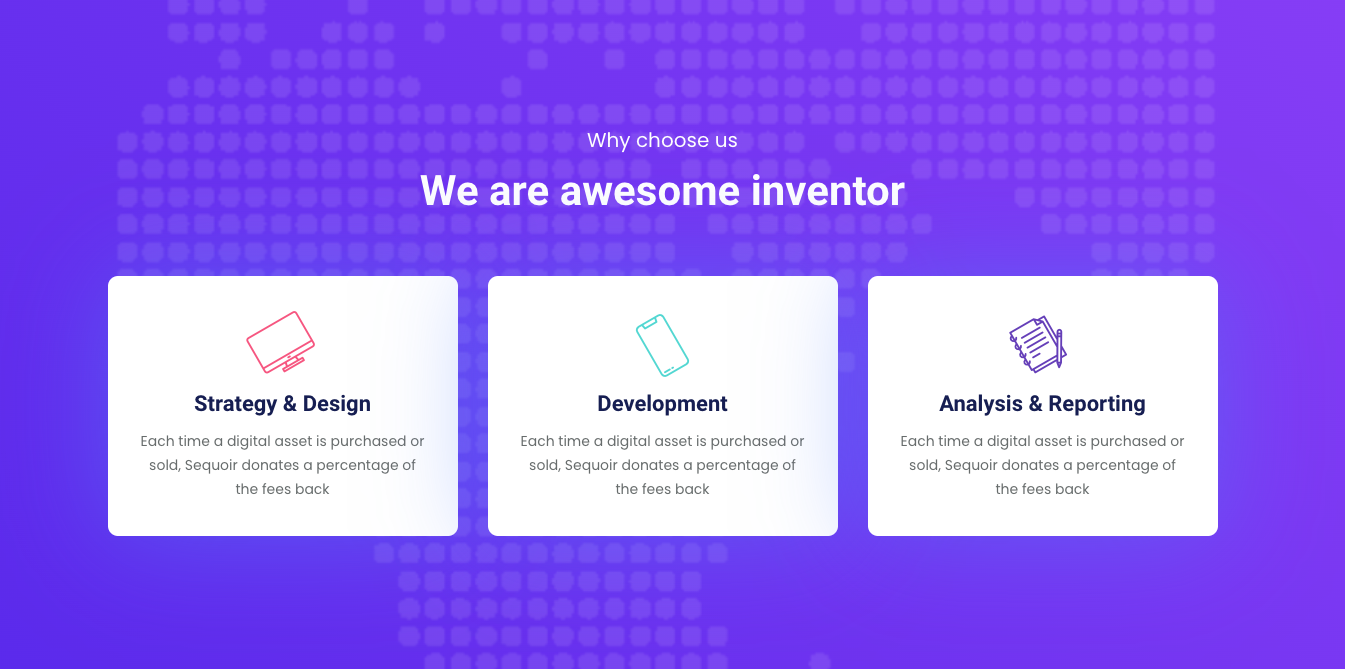 Why choose us
We are awesome inventor
Strategy & Design
Each time a digital asset is purchased or
sold, Sequoir donates a percentage of
the fees back
Development
Each time a digital asset is purchased or
sold, Sequoir donates a percentage of
the fees back
Analysis & Reporting
Each time a digital asset is purchased or
sold, Sequoir donates a percentage of
the fees back